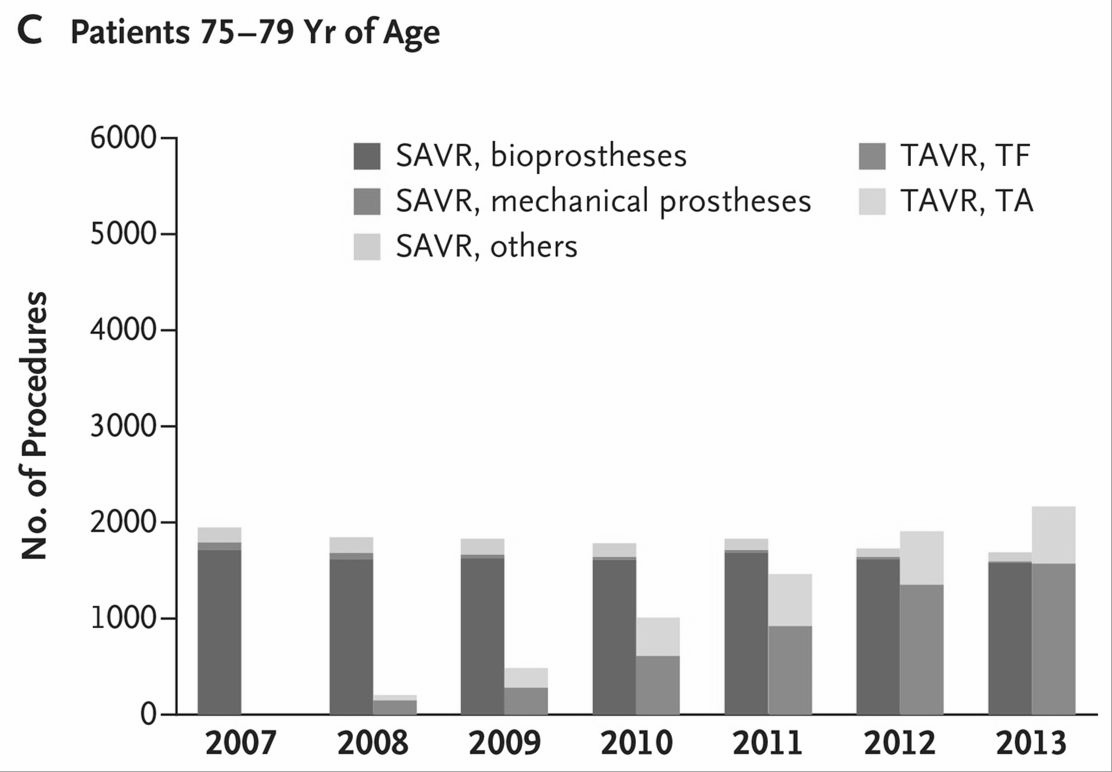 C Patients 75–79 Yr of Age
6000
5000
4000
3000
2000
1000
0
No. of Procedures
SAVR, bioprostheses
SAVR, mechanical prostheses
SAVR, others
TAVR, TF
TAVR, TA
2007 2008 2009 2010 2011 2012 2013